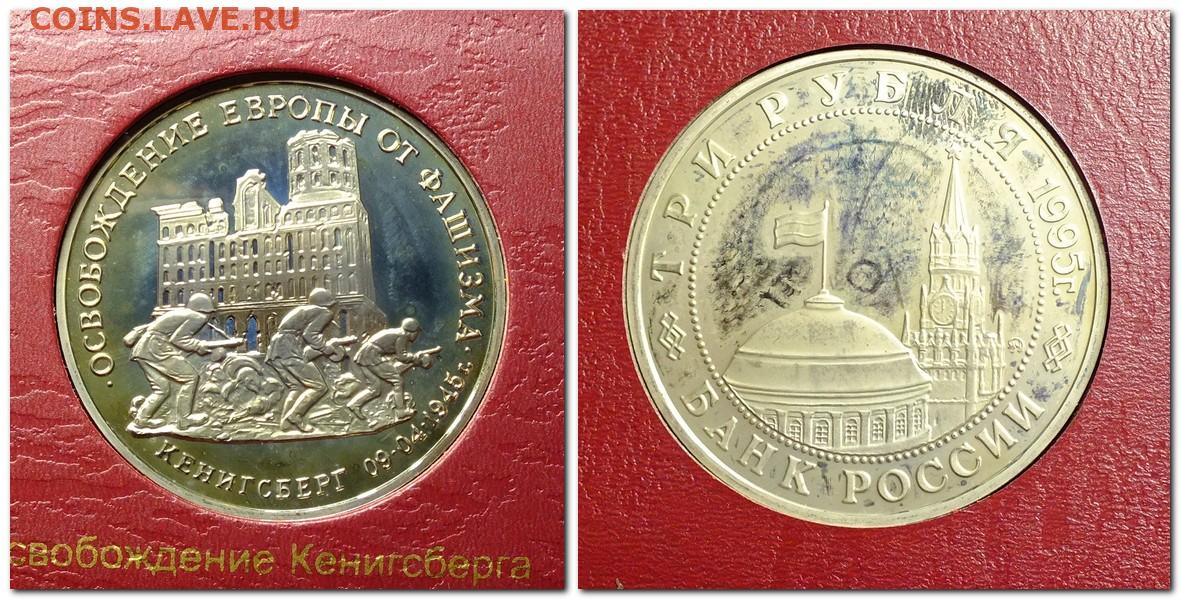 COINS.LAVE.RU
·ОСВОБОЖДЕНИЕ ЕВРОПЫ ОТ ФАШИЗМА·
КЕНИГСБЕРГ 09·04·1945г.
свобождение Кенигсберга
ТРИ РУБЛЯ 1995г.
БАНК РОССИИ